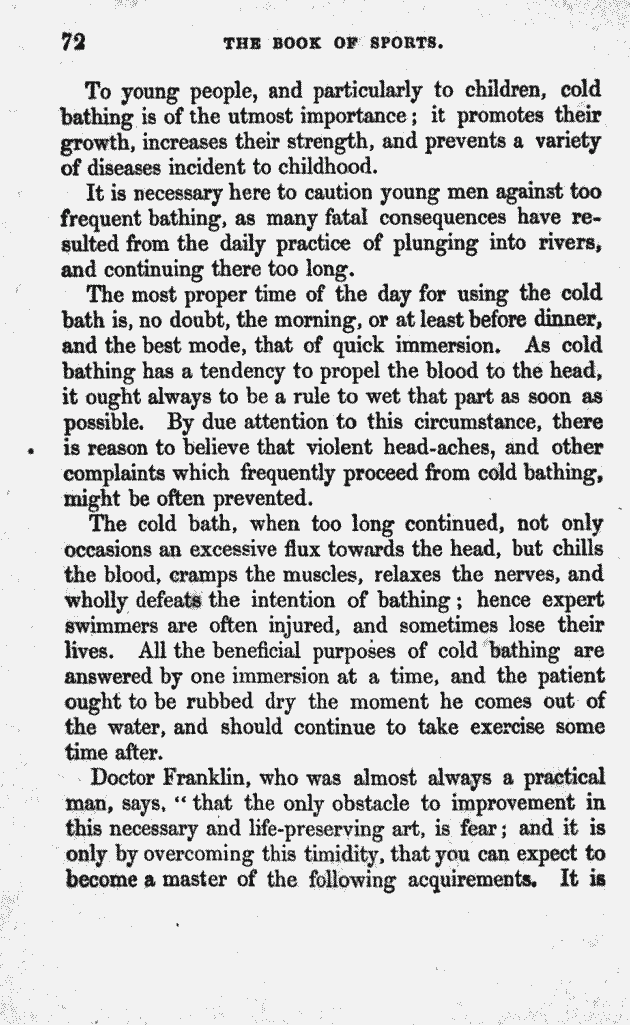 72 THE BOOK OF SPORTS.
To young people, and particularly to children, cold
bathing is of the utmost importance; it promotes their
growth, increases their strength, and prevents a variety
of diseases incident to childhood.
It is necessary here to caution young men against too
frequent bathing, as many fatal consequences have re-
sulted from the daily practice of plunging into rivers,
and continuing there too long.
The most proper time of the day for using the cold
bath is, no doubt, the morning, or at least before dinner,
and the best mode, that of quick immersion. As cold
bathing has a tendency to propel the blood to the head,
it ought always to be a rule to wet that part as soon as
possible. By due attention to this circumstance, there
is reason to believe that violent head-aches, and other
complaints which frequently proceed from cold bathing,
might be often prevented.
The cold bath, when too long continued, not only
occasions an excessive flux towards the head, but chills
the blood, cramps the muscles, relaxes the nerves, and
wholly defeats the intention of bathing; hence expert
swimmers are often injured, and sometimes lose their
lives. All the beneficial purposes of cold bathing are
answered by one immersion at a time, and the patient
ought to be rubbed dry the moment he comes out of
the water, and should continue to take exercise some
time after.
Doctor Franklin, who was almost always a practical
man, says, "that the only obstacle to improvement in
this necessary and life-preserving art, is fear; and it is
only by overcoming this timidity, that you can expect to
become a master of the following acquirements. It is